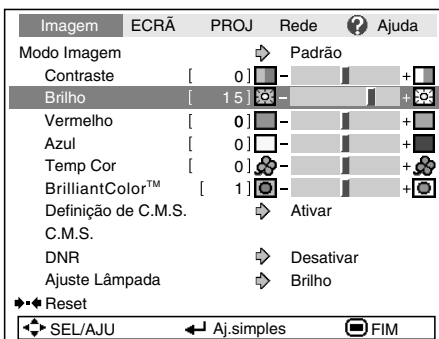 Imagem ECRÃ PROJ Rede ? Ajuda
Modo Imagem Padrão
Contraste [ 0] - +
Brilho [ 15] - +
Vermelho [ 0] - +
Azul [ 0] - +
Temp Cor [ 0] - +
BrilliantColor™ [ 1] - +
Definição de C.M.S. Ativar
C.M.S.
DNR Desativar
Ajuste Lâmpada Brilho
Reset
SEL/AJU Aj.simples FIM